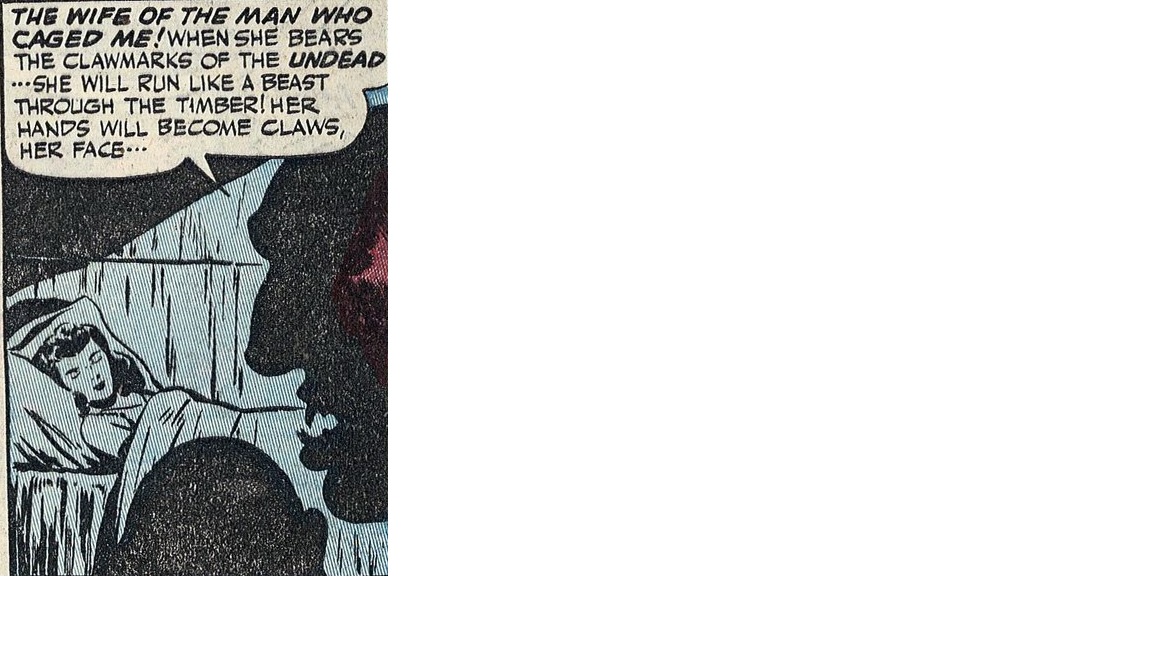 THE WIFE OF THE MAN WHO
CAGED ME! WHEN SHE BEARS
THE CLAWMARKS OF THE UNDEAD
...SHE WILL RUN LIKE A BEAST
THROUGH THE TIMBER! HER
HANDS WILL BECOME CLAWS,
HER FACE...